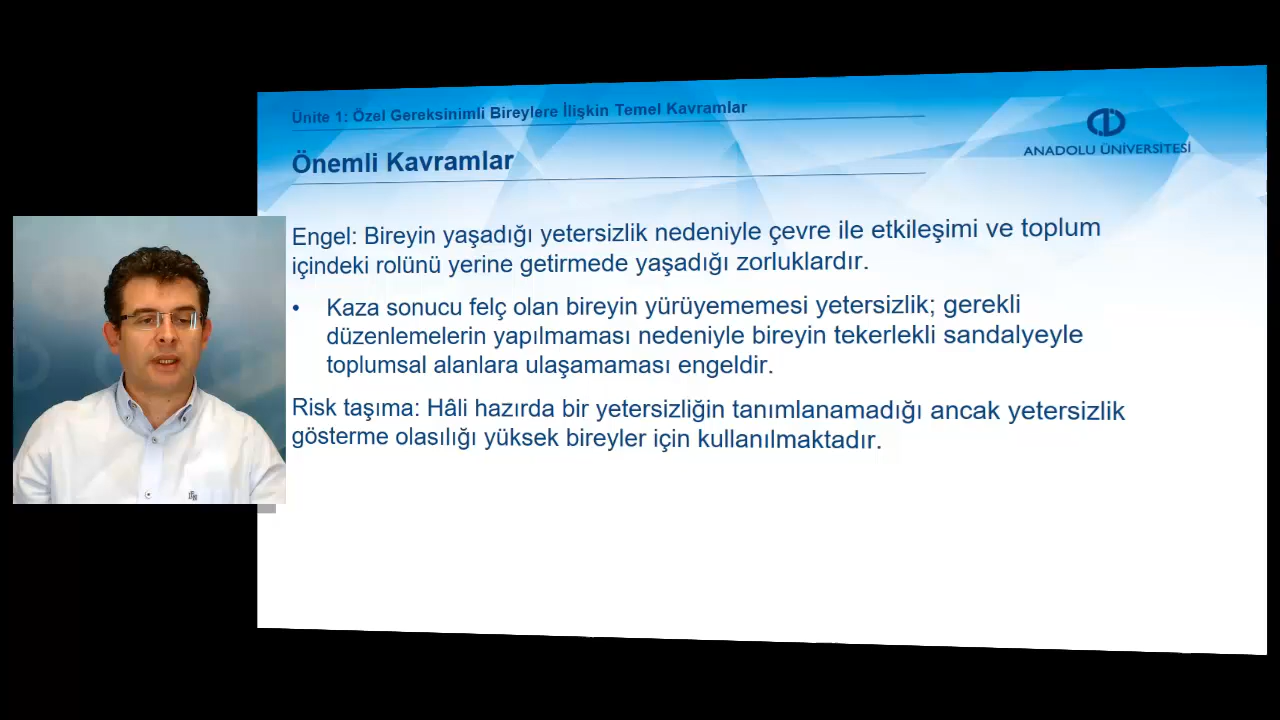 Ünite 1: Özel Gereksinimli Bireylere İlişkin Temel Kavramlar
ANADOLU ÜNİVERSİTESİ
Önemli Kavramlar
Engel: Bireyin yaşadığı yetersizlik nedeniyle çevre ile etkileşimi ve toplum
içindeki rolünü yerine getirmede yaşadığı zorluklardır.
• Kaza sonucu felç olan bireyin yürüyememesi yetersizlik; gerekli
düzenlemelerin yapılmaması nedeniyle bireyin tekerlekli sandalyeyle
toplumsal alanlara ulaşamaması engeldir.
Risk taşıma: Hâli hazırda bir yetersizliğin tanımlanamadığı ancak yetersizlik
gösterme olasılığı yüksek bireyler için kullanılmaktadır.